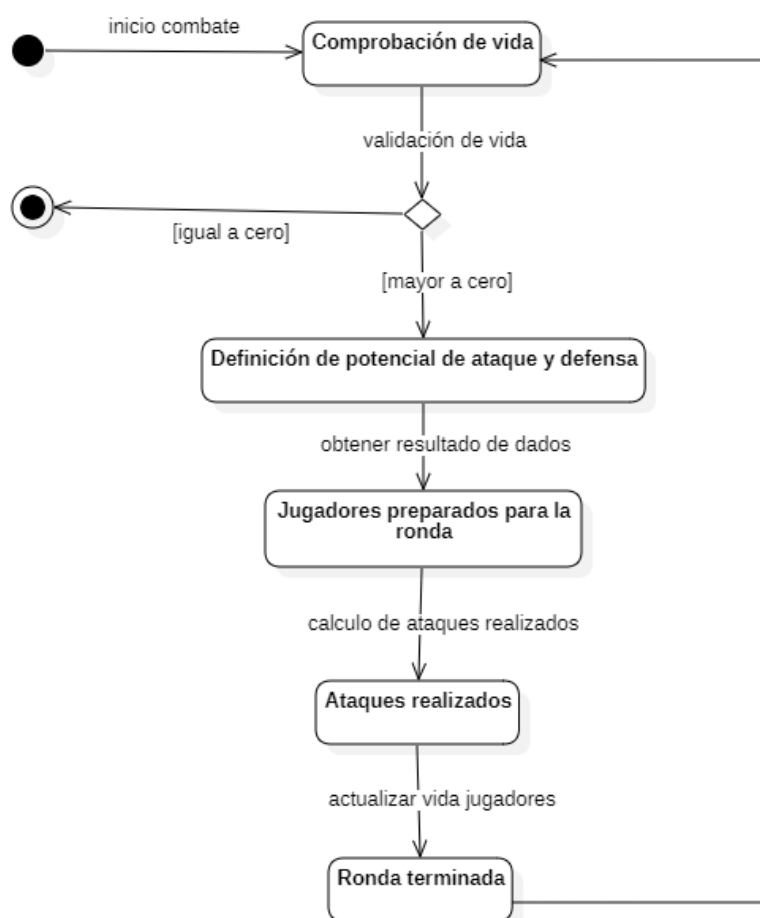 inicio combate
Comprobación de vida
validación de vida
[igual a cero]
[mayor a cero]
Definición de potencial de ataque y defensa
obtener resultado de dados
Jugadores preparados para la
ronda
calculo de ataques realizados
Ataques realizados
actualizar vida jugadores
Ronda terminada